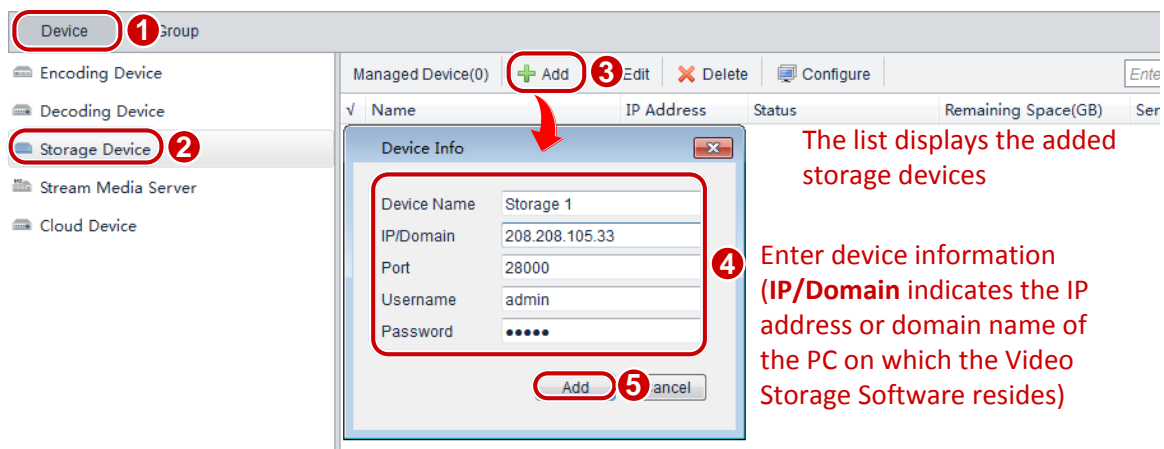 Device 1 Group
Encoding Device
Decoding Device
Storage Device 2
Stream Media Server
Cloud Device
Managed Device(0) Add 3 Edit Delete Configure Ente
√ Name IP Address Status Remaining Space(GB) Ser
The list displays the added
storage devices
Device Info
Device Name Storage 1
IP/Domain 208.208.105.33
Port 28000
Username admin
Password •••••
4
Add 5 ancel
Enter device information
(IP/Domain indicates the IP
address or domain name of
the PC on which the Video
Storage Software resides)